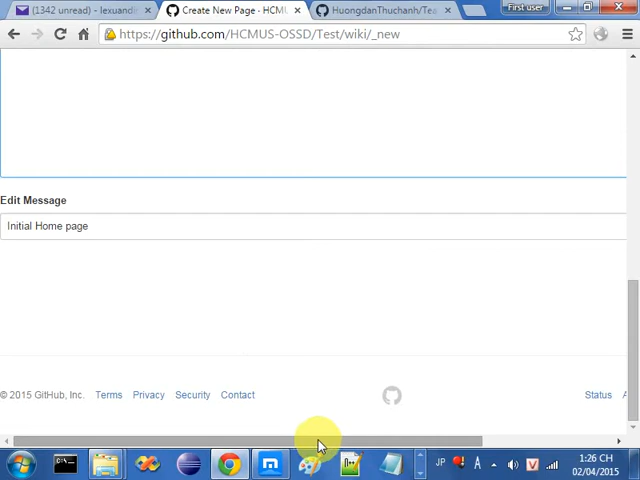 (1342 unread) - lexuande
Create New Page · HCMU
HuongdanThuchanh/Tea
First user
https://github.com/HCMUS-OSSD/Test/wiki/_new
Edit Message
Initial Home page
© 2015 GitHub, Inc. Terms Privacy Security Contact Status A
JP A V 1:26 CH
02/04/2015